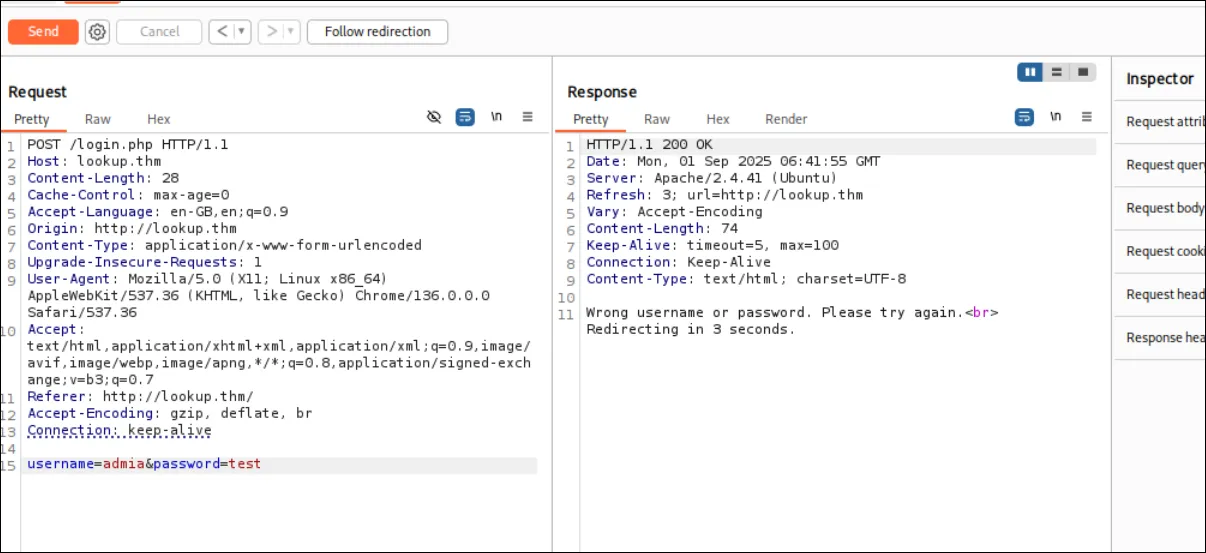 Send
Cancel
<
>
Follow redirection
Request
Pretty Raw Hex
\n
1 POST /login.php HTTP/1.1
2 Host: lookup.thm
3 Content-Length: 28
4 Cache-Control: max-age=0
5 Accept-Language: en-GB,en;q=0.9
6 Origin: http://lookup.thm
7 Content-Type: application/x-www-form-urlencoded
8 Upgrade-Insecure-Requests: 1
9 User-Agent: Mozilla/5.0 (X11; Linux x86_64)
AppleWebKit/537.36 (KHTML, like Gecko) Chrome/136.0.0.0
Safari/537.36
10 Accept:
text/html,application/xhtml+xml,application/xml;q=0.9,image/
avif,image/webp,image/apng,*/*;q=0.8,application/signed-exch
ange;v=b3;q=0.7
11 Referer: http://lookup.thm/
12 Accept-Encoding: gzip, deflate, br
13 Connection: keep-alive
14
15 username=admia&password=test
Response
Pretty Raw Hex Render
\n
1 HTTP/1.1 200 OK
2 Date: Mon, 01 Sep 2025 06:41:55 GMT
3 Server: Apache/2.4.41 (Ubuntu)
4 Refresh: 3; url=http://lookup.thm
5 Vary: Accept-Encoding
6 Content-Length: 74
7 Keep-Alive: timeout=5, max=100
8 Connection: Keep-Alive
9 Content-Type: text/html; charset=UTF-8
10
11 Wrong username or password. Please try again.<br>
Redirecting in 3 seconds.
Inspector
Request attrib
Request query
Request body
Request cooki
Request head
Response hea